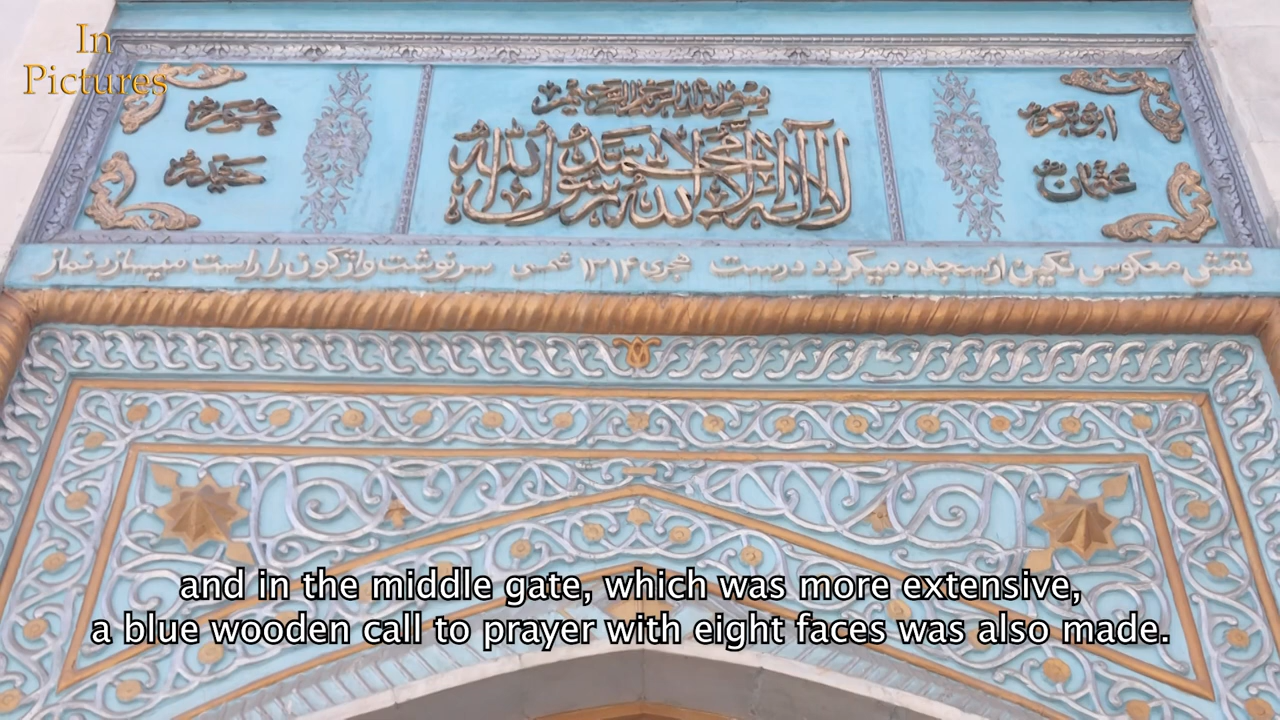 In
Pictures
بسم الله الرحمن الرحیم
لا اله الا الله محمد رسول الله
ابوبکر
عثمان
حیدر
نقش معکوس نگین از سجده میگردد درست هجری ۱۳۱۴ شمسی سرنوشت واژگون را راست میسازد نماز
and in the middle gate, which was more extensive,
a blue wooden call to prayer with eight faces was also made.